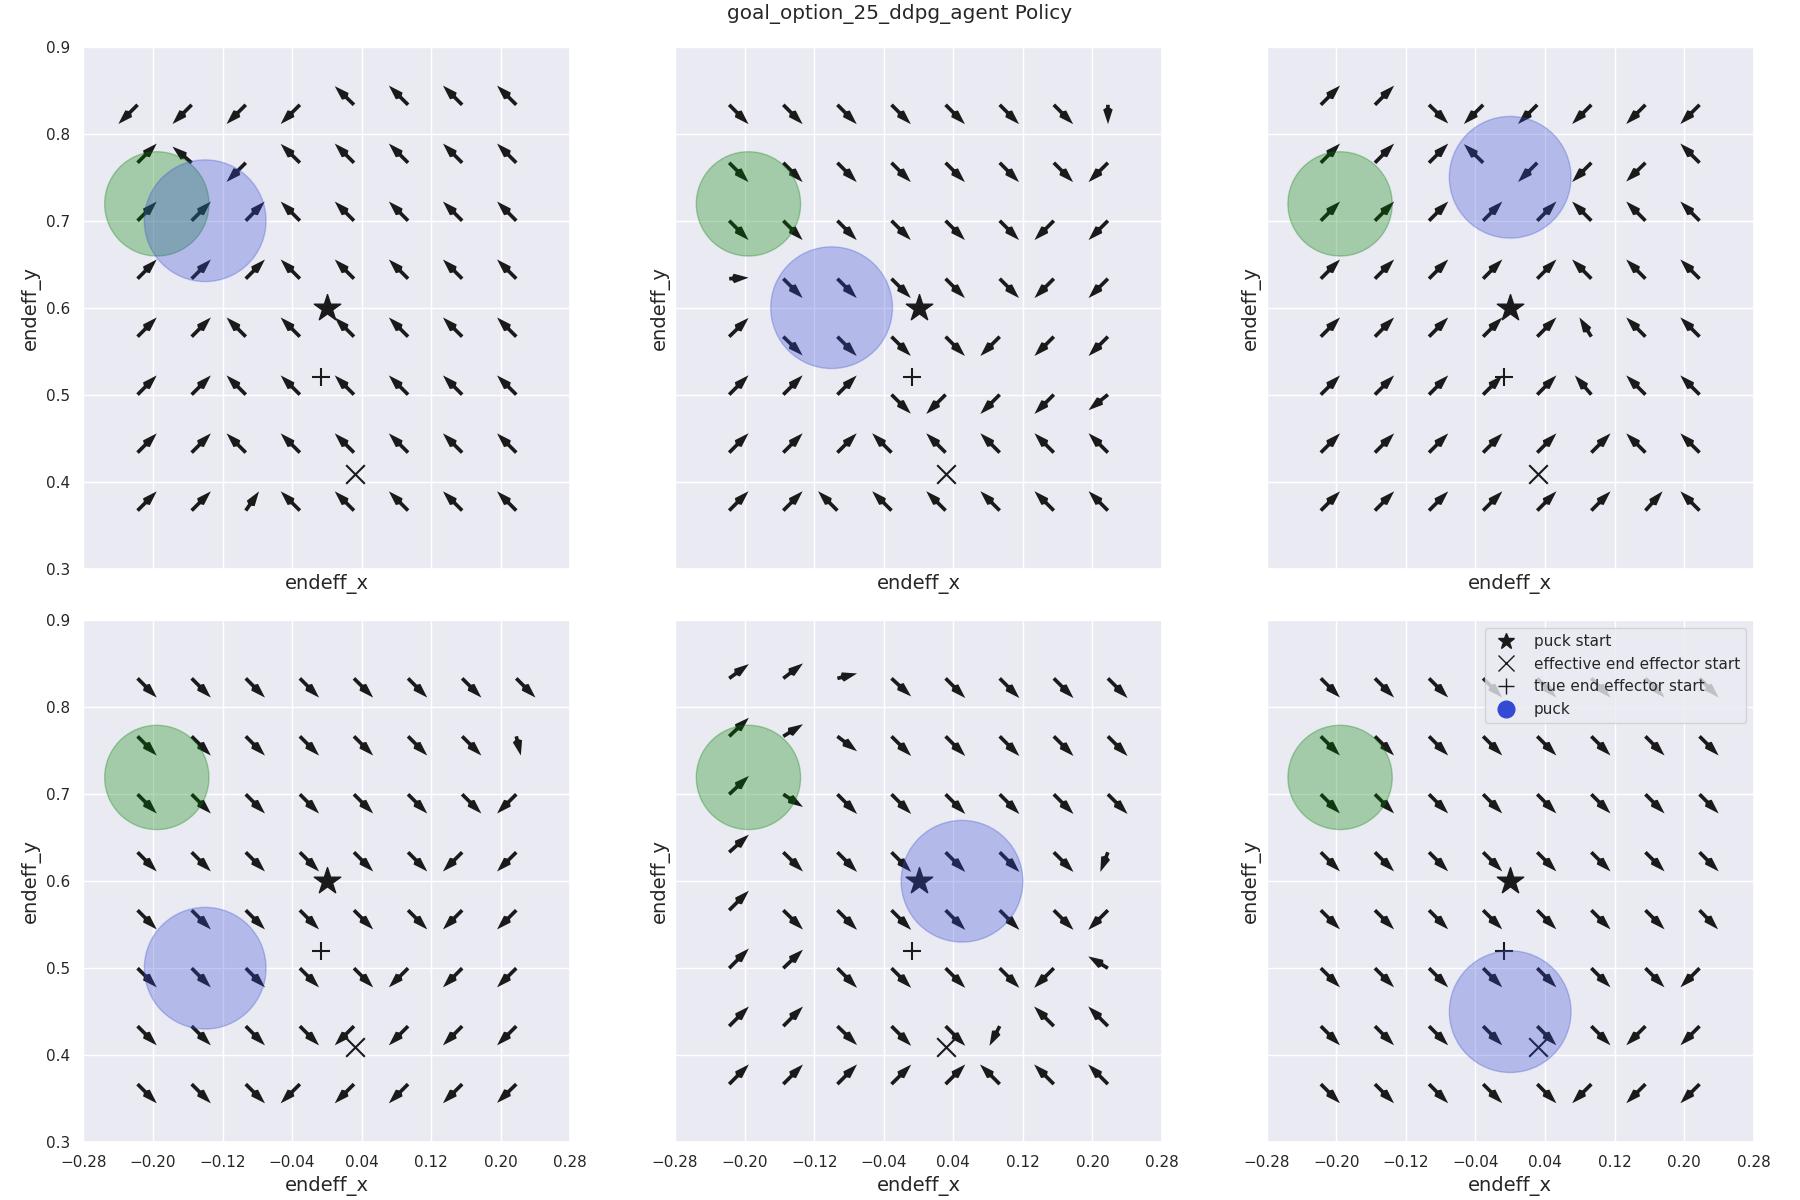 goal_option_25_ddpg_agent Policy
0.9
0.8
0.7
0.6
0.5
0.4
0.3
endeff_y
endeff_x
endeff_y
endeff_x
endeff_y
endeff_x
0.9
0.8
0.7
0.6
0.5
0.4
0.3
endeff_y
−0.28 −0.20 −0.12 −0.04 0.04 0.12 0.20 0.28
endeff_x
endeff_y
−0.28 −0.20 −0.12 −0.04 0.04 0.12 0.20 0.28
endeff_x
puck start
effective end effector start
true end effector start
puck
endeff_y
−0.28 −0.20 −0.12 −0.04 0.04 0.12 0.20 0.28
endeff_x